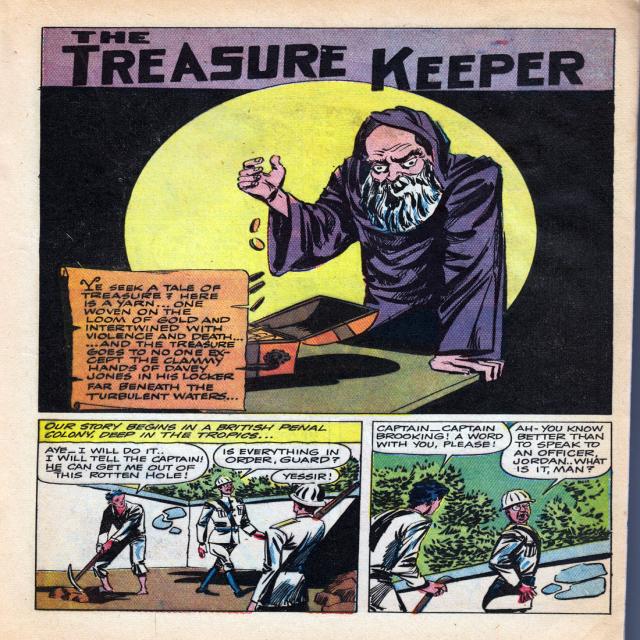 THE
TREASURE KEEPER
YE SEEK A TALE OF
TREASURE? HERE
IS A YARN... ONE
WOVEN ON THE
LOOM OF GOLD AND
INTERTWINED WITH
VIOLENCE AND DEATH...
...AND THE TREASURE
GOES TO NO ONE EX-
CEPT THE CLAMMY
HANDS OF DAVEY
JONES IN HIS LOCKER
FAR BENEATH THE
TURBULENT WATERS...
OUR STORY BEGINS IN A BRITISH PENAL
COLONY, DEEP IN THE TROPICS...
AYE-- I WILL DO IT..
I WILL TELL THE CAPTAIN!
HE CAN GET ME OUT OF
THIS ROTTEN HOLE!
IS EVERYTHING IN
ORDER, GUARD?
YESSIR!
CAPTAIN-- CAPTAIN
BROOKING! A WORD
WITH YOU, PLEASE!
AH- YOU KNOW
BETTER THAN
TO SPEAK TO
AN OFFICER,
JORDAN..WHAT
IS IT, MAN?